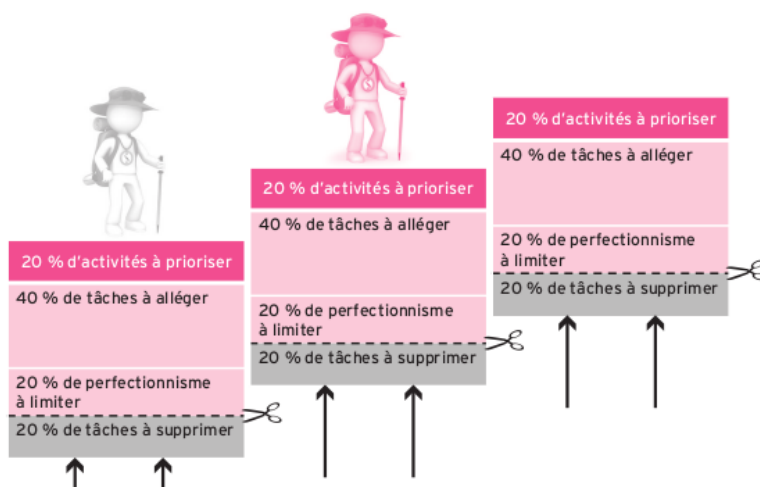 20 % d'activités à prioriser
40 % de tâches à alléger
20 % de perfectionnisme
à limiter
20 % de tâches à supprimer
20 % d'activités à prioriser
40 % de tâches à alléger
20 % de perfectionnisme
à limiter
20 % de tâches à supprimer
20 % d'activités à prioriser
40 % de tâches à alléger
20 % de perfectionnisme
à limiter
20 % de tâches à supprimer